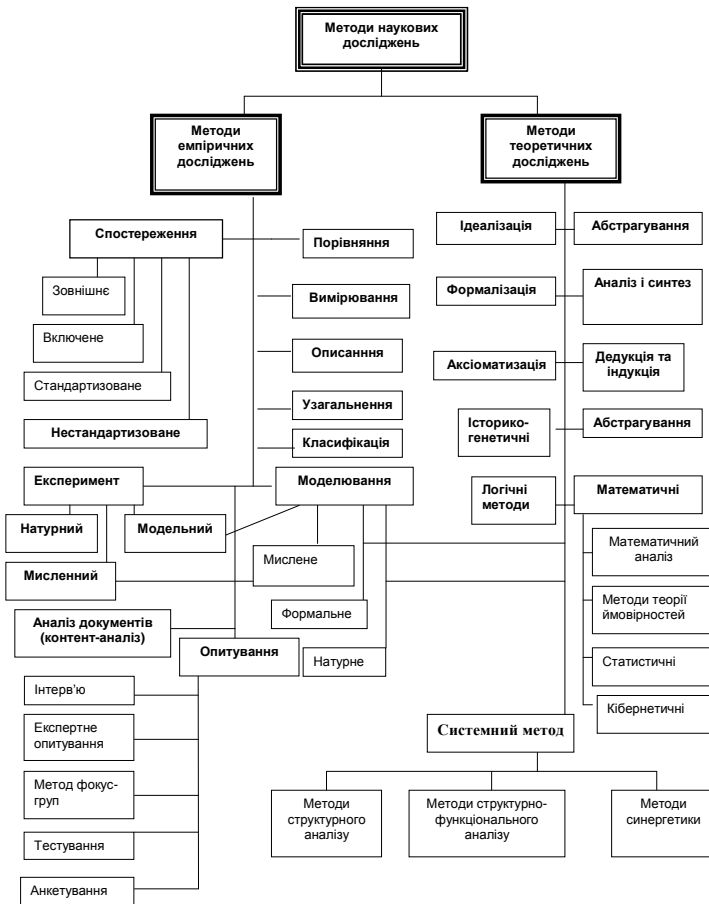 Методи наукових
досліджень
Методи
емпіричних
досліджень
Методи
теоретичних
досліджень
Спостереження
Порівняння
Ідеалізація
Абстрагування
Зовнішнє
Вимірювання
Формалізація
Аналіз і синтез
Включене
Описанння
Аксіоматизація
Дедукція та
індукція
Стандартизоване
Узагальнення
Нестандартизоване
Класифікація
Історико-
генетичні
Абстрагування
Експеримент
Моделювання
Логічні
методи
Математичні
Натурний
Модельний
Математичний
аналіз
Мисленний
Мислене
Методи теорії
ймовірностей
Формальне
Аналіз документів
(контент-аналіз)
Опитування
Натурне
Статистичні
Інтерв'ю
Кібернетичні
Експертне
опитування
Системний метод
Метод фокус-
груп
Методи
структурного
аналізу
Методи структурно-
функціонального
аналізу
Методи
синергетики
Тестування
Анкетування